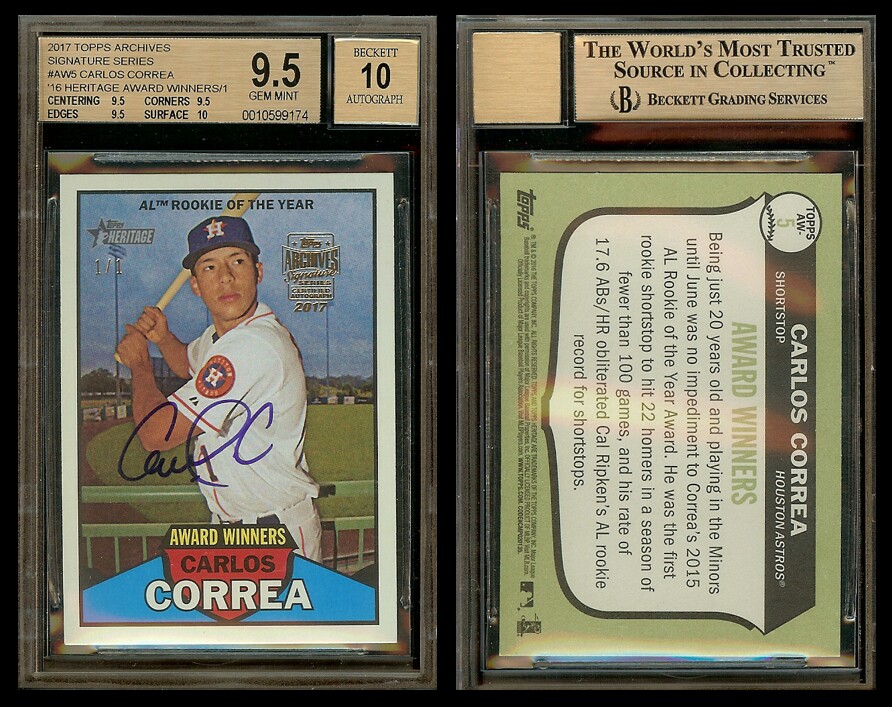 2017 TOPPS ARCHIVES
SIGNATURE SERIES
#AW5 CARLOS CORREA
'16 HERITAGE AWARD WINNERS/1
CENTERING 9.5 CORNERS 9.5
EDGES 9.5 SURFACE 10
9.5
GEM MINT
0010599174
BECKETT
10
AUTOGRAPH
AL™ ROOKIE OF THE YEAR
Topps
HERITAGE
1/1
Topps
ARCHIVES
Signature
SERIES
CERTIFIED
AUTOGRAPH
2017
AWARD WINNERS
CARLOS
CORREA
THE WORLD'S MOST TRUSTED
SOURCE IN COLLECTING™
B BECKETT GRADING SERVICES
TOPPS
AW-
5
CARLOS CORREA
SHORTSTOP
HOUSTON ASTROS®
AWARD WINNERS
Being just 20 years old and playing in the Minors
until June was no impediment to Correa's 2015
AL Rookie of the Year Award. He was the first
rookie shortstop to hit 22 homers in a season of
fewer than 100 games, and his rate of
17.6 ABs/HR obliterated Cal Ripken's AL rookie
record for shortstops.
topps